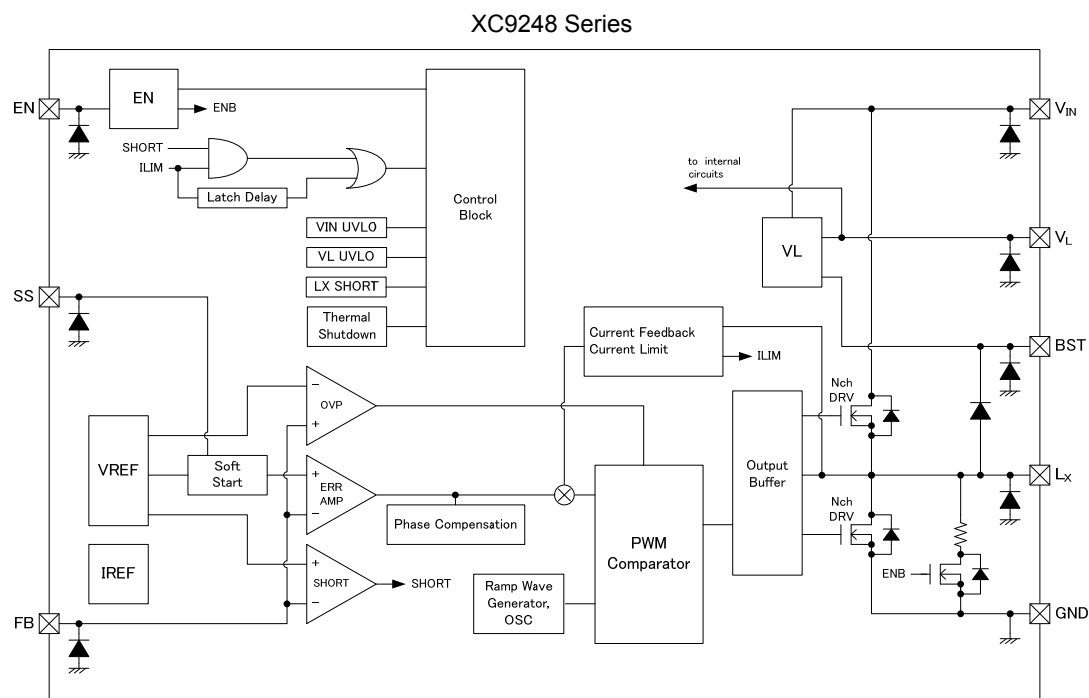 XC9248 Series
EN
EN
ENB
SHORT
ILIM
Latch Delay
Control
Block
VIN UVLO
VL UVLO
LX SHORT
Thermal
Shutdown
to internal
circuits
VIN
VL
VL
SS
BST
Current Feedback
Current Limit
ILIM
Nch
DRV
VREF
Soft
Start
−
OVP
+
+
ERR
AMP
−
Phase Compensation
Output
Buffer
LX
Nch
DRV
PWM
Comparator
IREF
+
SHORT
−
SHORT
Ramp Wave
Generator,
OSC
ENB
FB
GND